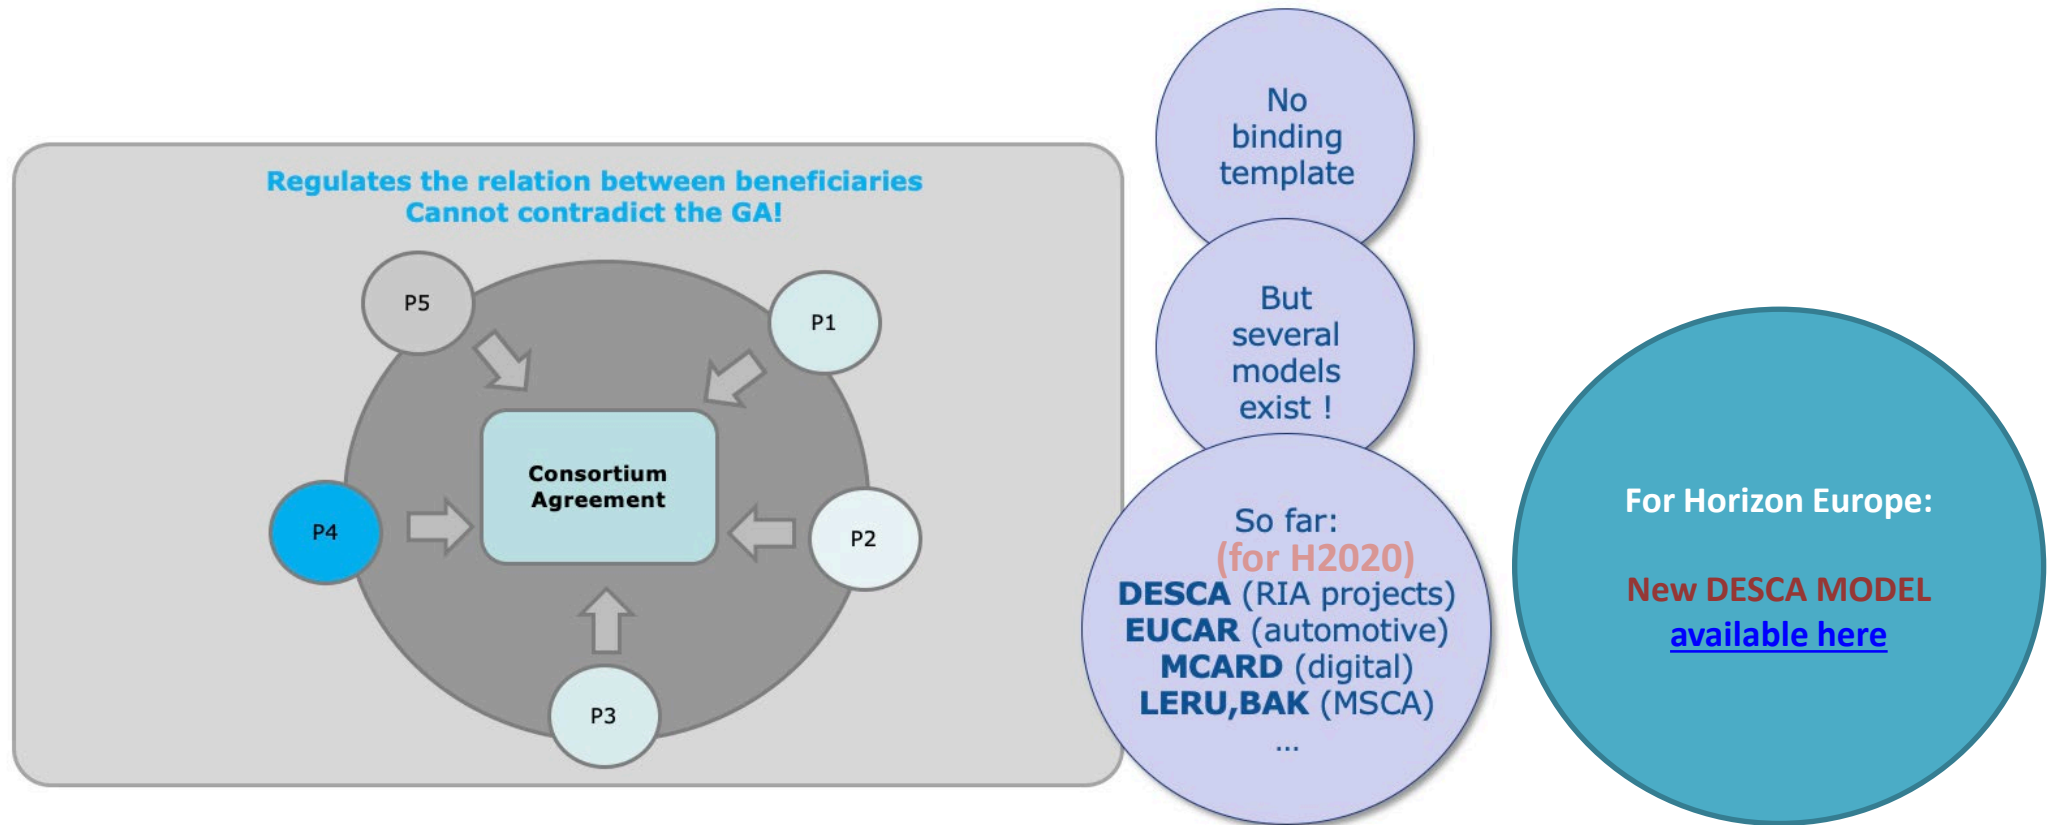 Regulates the relation between beneficiaries
Cannot contradict the GA!
P5
P1
Consortium
Agreement
P4
P2
P3
No
binding
template
But
several
models
exist !
So far:
(for H2020)
DESCA (RIA projects)
EUCAR (automotive)
MCARD (digital)
LERU,BAK (MSCA)
...
For Horizon Europe:
New DESCA MODEL
available here